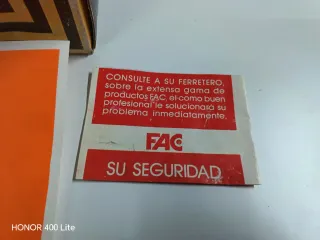 CONSULTE A SU FERRETERO,
sobre la extensa gama de
productos FAC, el como buen
profesional le solucionasá su
problema inmediatamente.
FAC
SU SEGURIDAD
HONOR 400 Lite